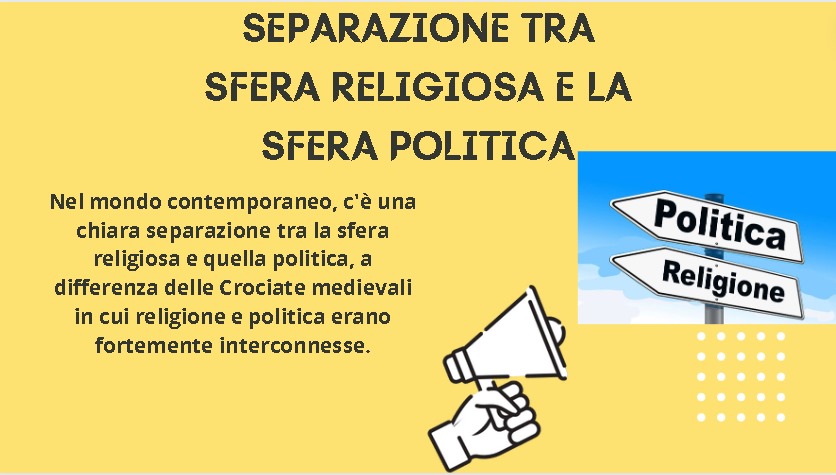 SEPARAZIONE TRA
SFERA RELIGIOSA E LA
SFERA POLITICA
Nel mondo contemporaneo, c'è una
chiara separazione tra la sfera
religiosa e quella politica, a
differenza delle Crociate medievali
in cui religione e politica erano
fortemente interconnesse.
Politica
Religione